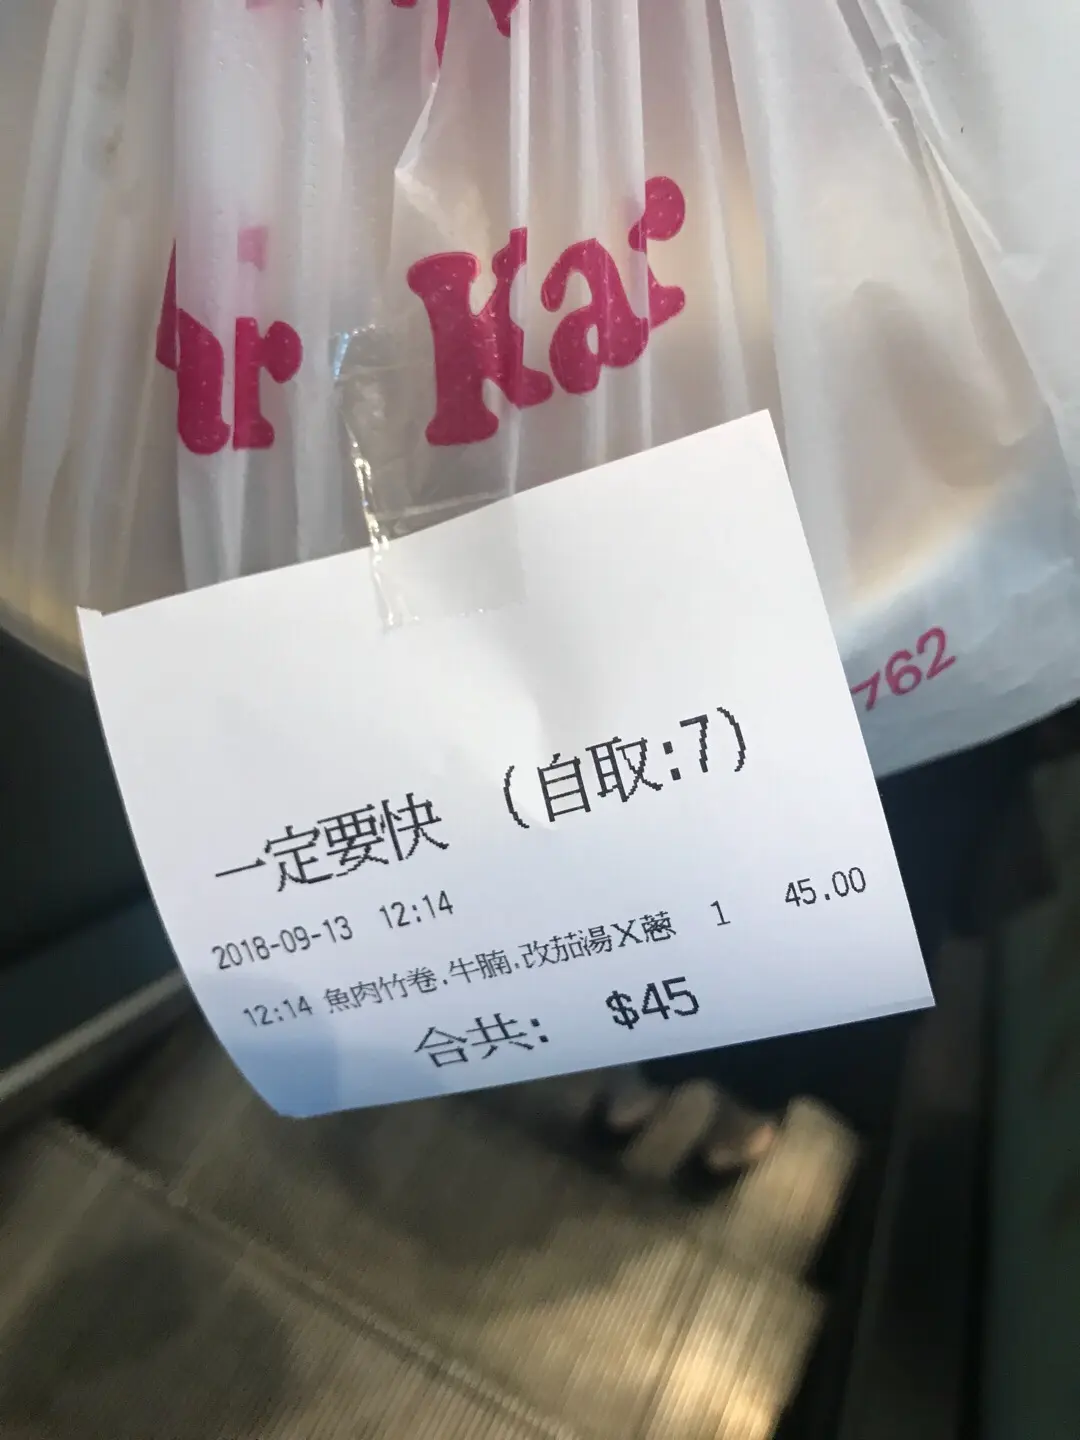 Kar
762
一定要快 (自取:7)
2018-09-13 12:14
12:14 魚肉竹卷.牛腩.改茄湯X蔥 1 45.00
合共: $45